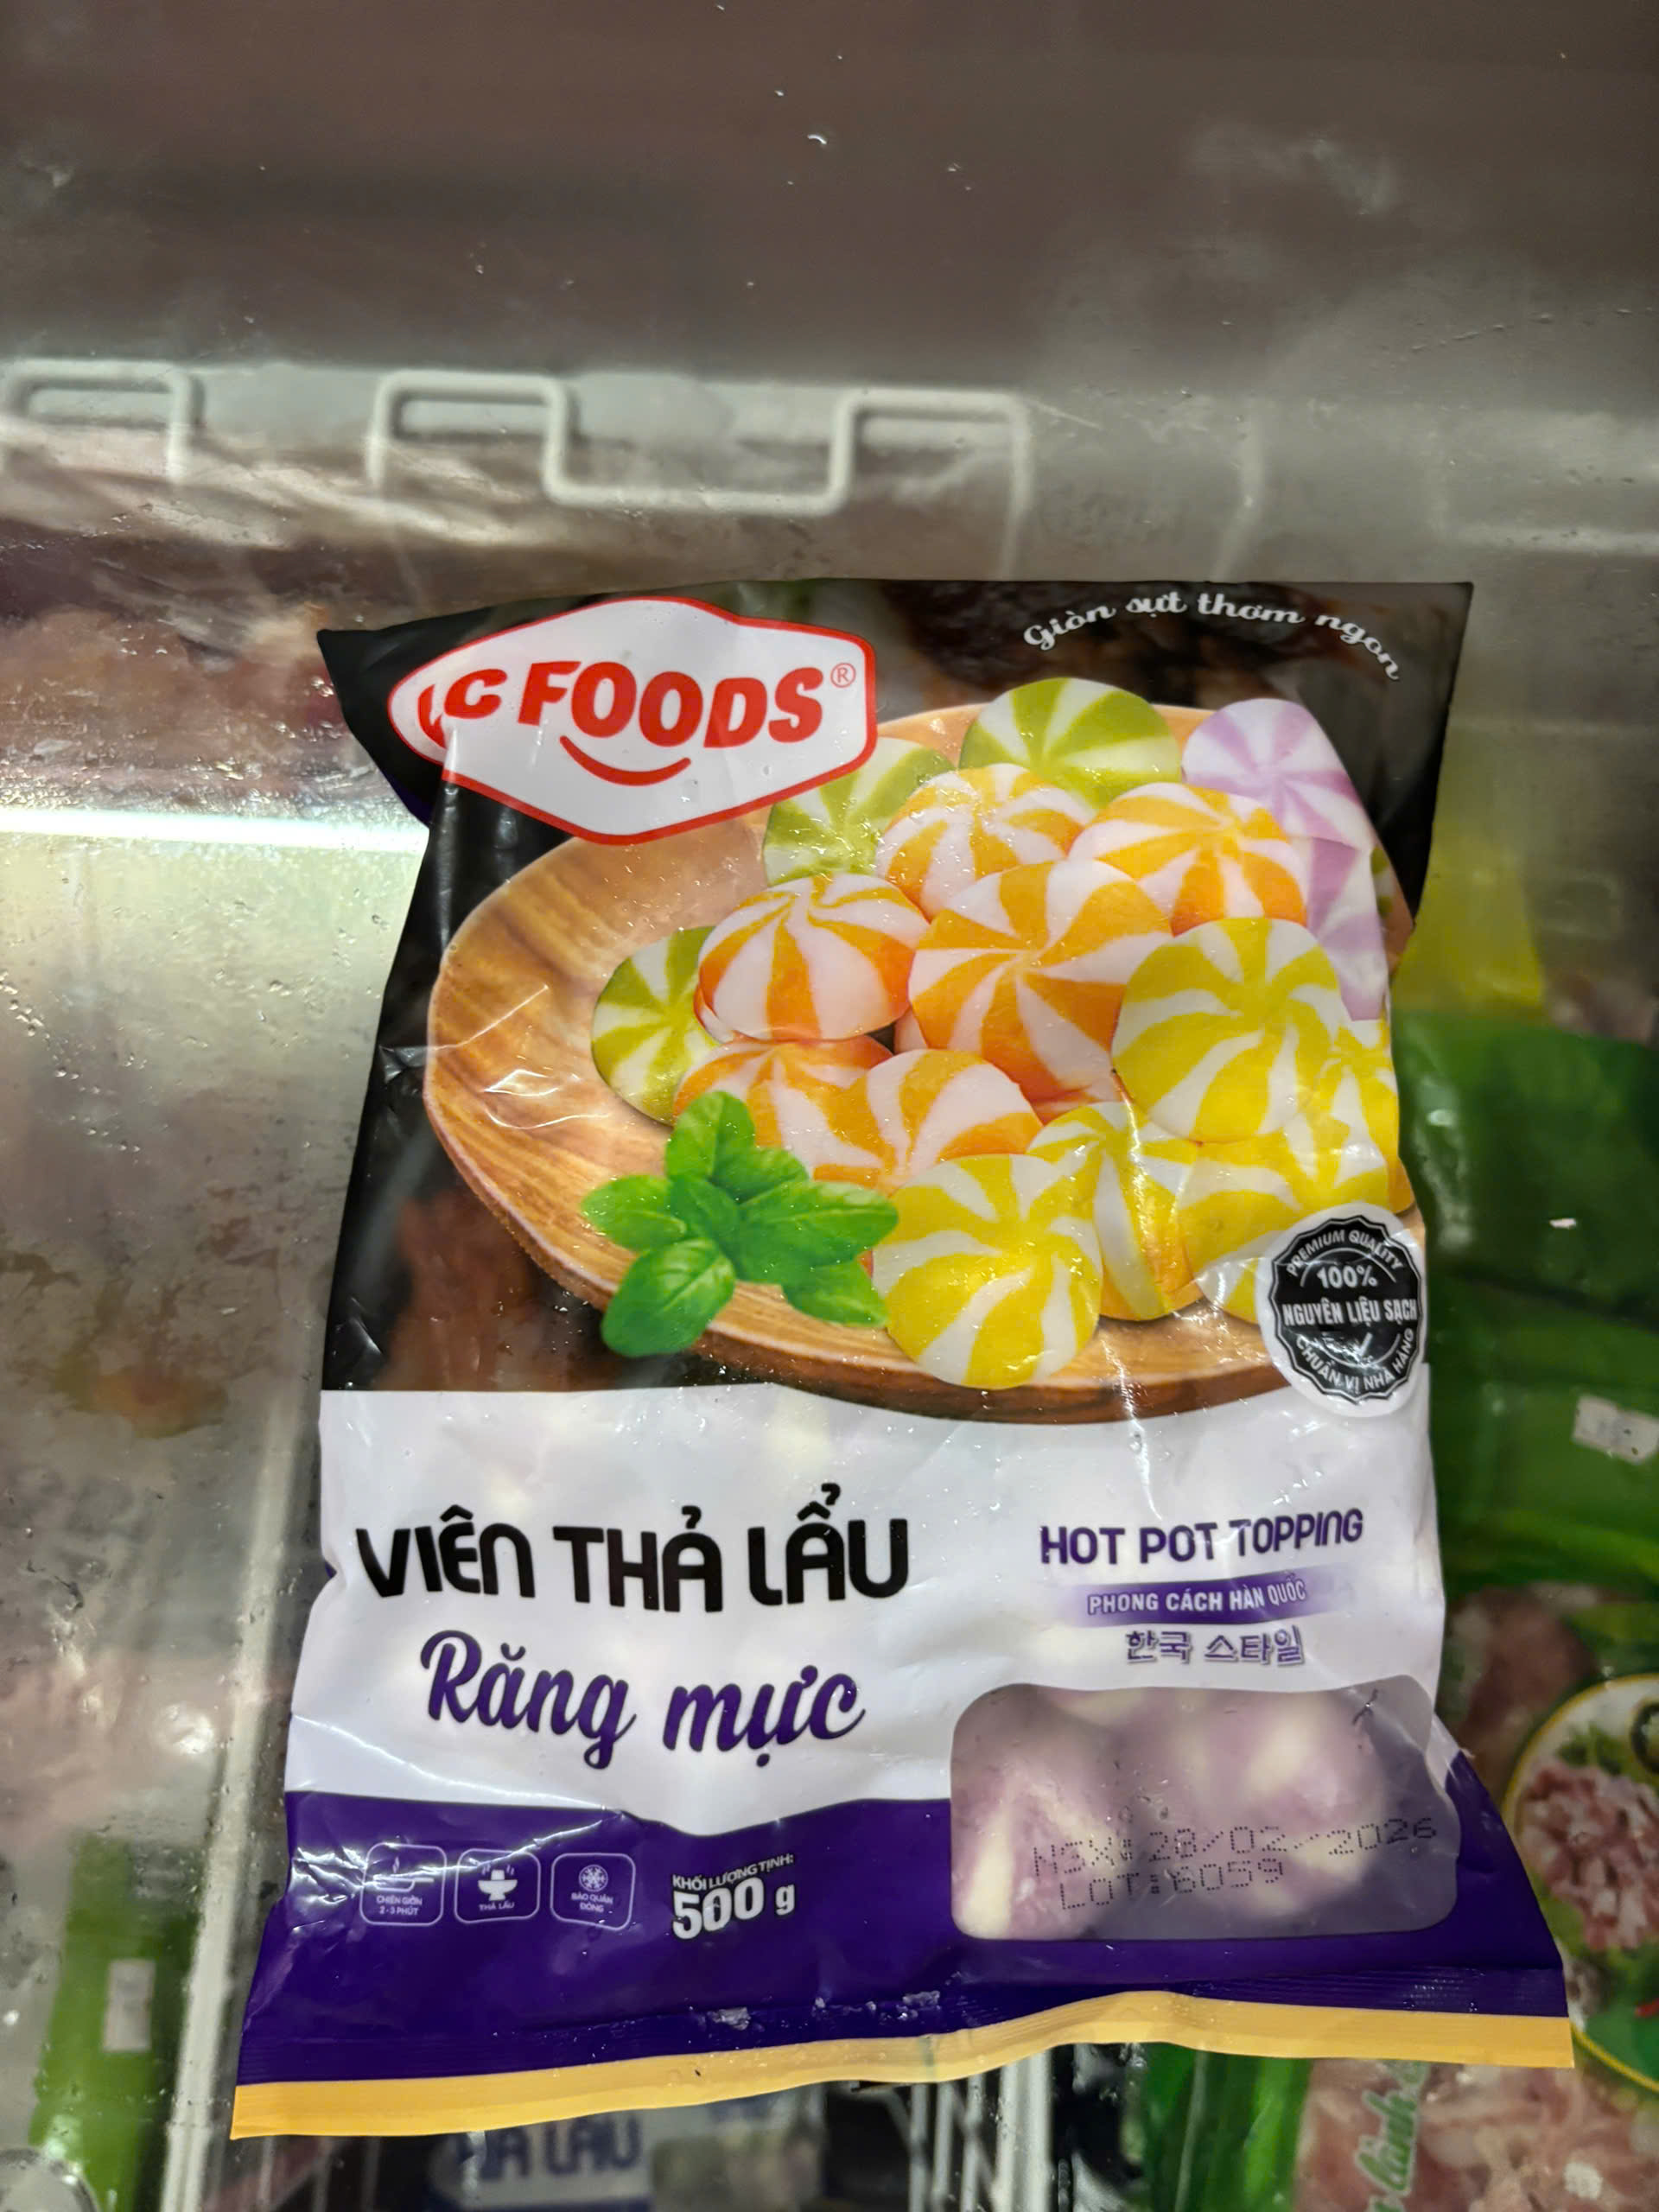 Giòn sựt thơm ngon
C FOODS®
PREMIUM QUALITY
100%
NGUYÊN LIỆU SẠCH
CHUẨN VỊ NHÀ HÀNG
VIÊN THẢ LẨU
Răng mực
HOT POT TOPPING
PHONG CÁCH HÀN QUỐC
한국 스타일
CHIÊN GIÒN
2-3 PHÚT
THẢ LẨU
BẢO QUẢN
ĐÔNG
KHỐI LƯỢNG TỊNH:
500 g
NSX: 28/02/2026
LOT: 6059
LẨU
lành